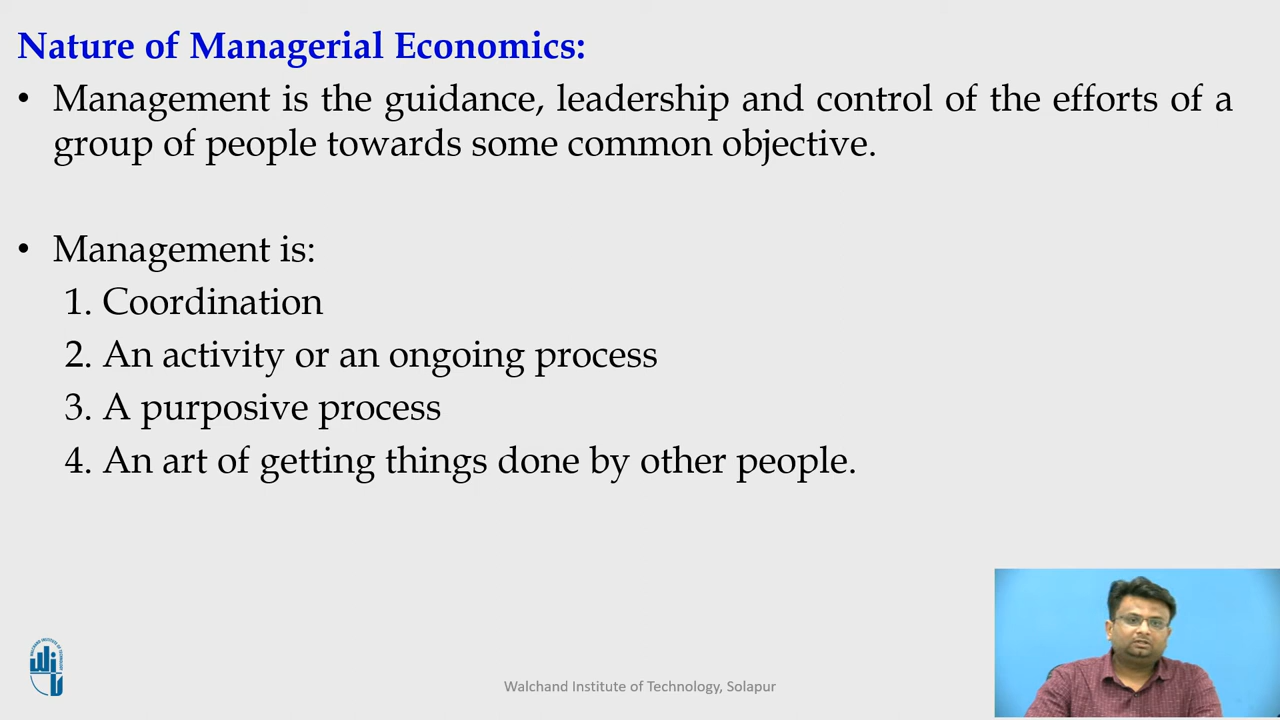 Nature of Managerial Economics:
• Management is the guidance, leadership and control of the efforts of a
group of people towards some common objective.
• Management is:
1. Coordination
2. An activity or an ongoing process
3. A purposive process
4. An art of getting things done by other people.
Walchand Institute of Technology, Solapur